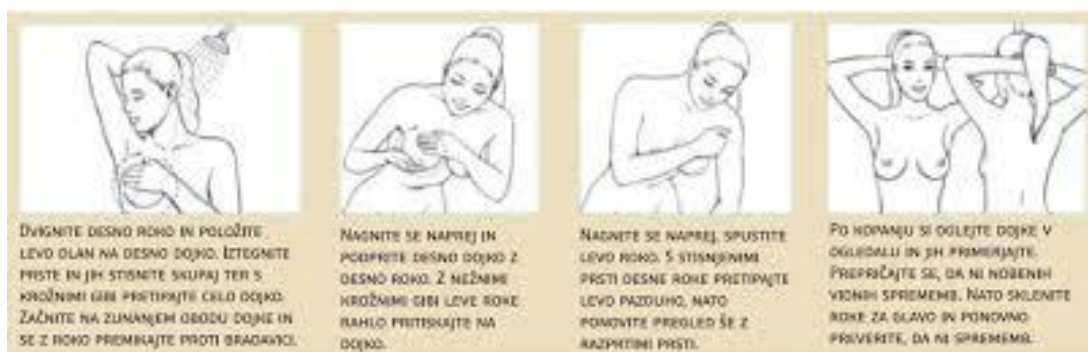 Dvignite desno roko in položite
levo dlan na desno dojko. Iztegnite
prste in jih stisnite skupaj ter s
krožnimi gibi pretipajte celo dojko.
Začnite na zunanjem obodu dojke in
se z roko premikajte proti bradavici.
Nagnite se naprej in
podprite desno dojko z
desno roko. Z nežnimi
krožnimi gibi leve roke
rahlo pritiskajte na
dojko.
Nagnite se naprej, spustite
levo roko. S stisnjenimi
prsti desne roke pretipajte
levo pazduho, nato
ponovite pregled še z
razprtimi prsti.
Po kopanju si oglejte dojke v
ogledalu in jih primerjajte.
Prepričajte se, da ni nobenih
vidnih sprememb. Nato sklenite
roke za glavo in ponovno
preverite, da ni sprememb.